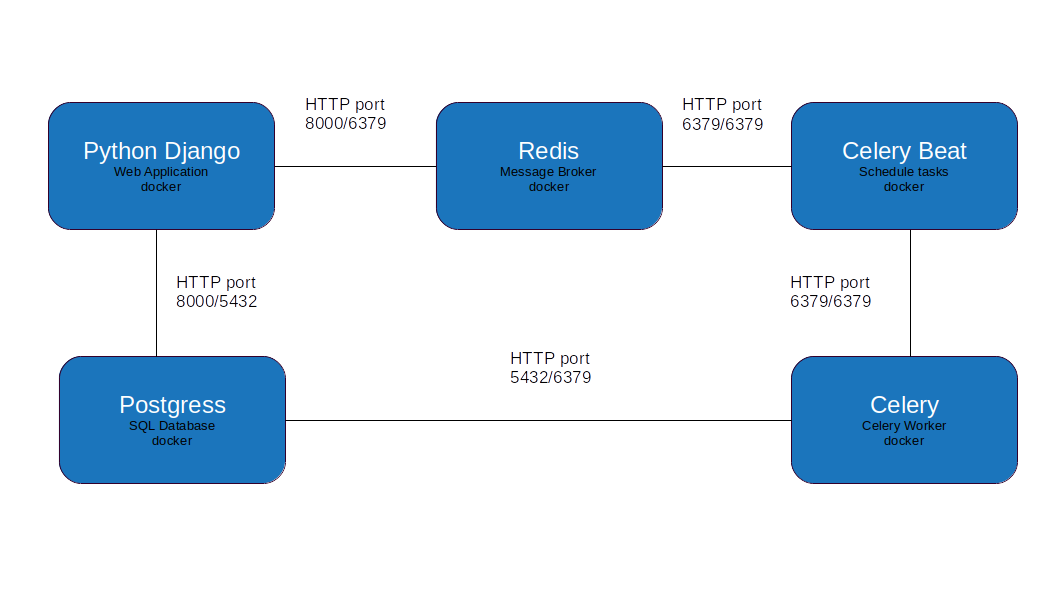 HTTP port
8000/6379
HTTP port
6379/6379
Python Django
Web Application
docker
Redis
Message Broker
docker
Celery Beat
Schedule tasks
docker
HTTP port
8000/5432
HTTP port
6379/6379
HTTP port
5432/6379
Postgress
SQL Database
docker
Celery
Celery Worker
docker